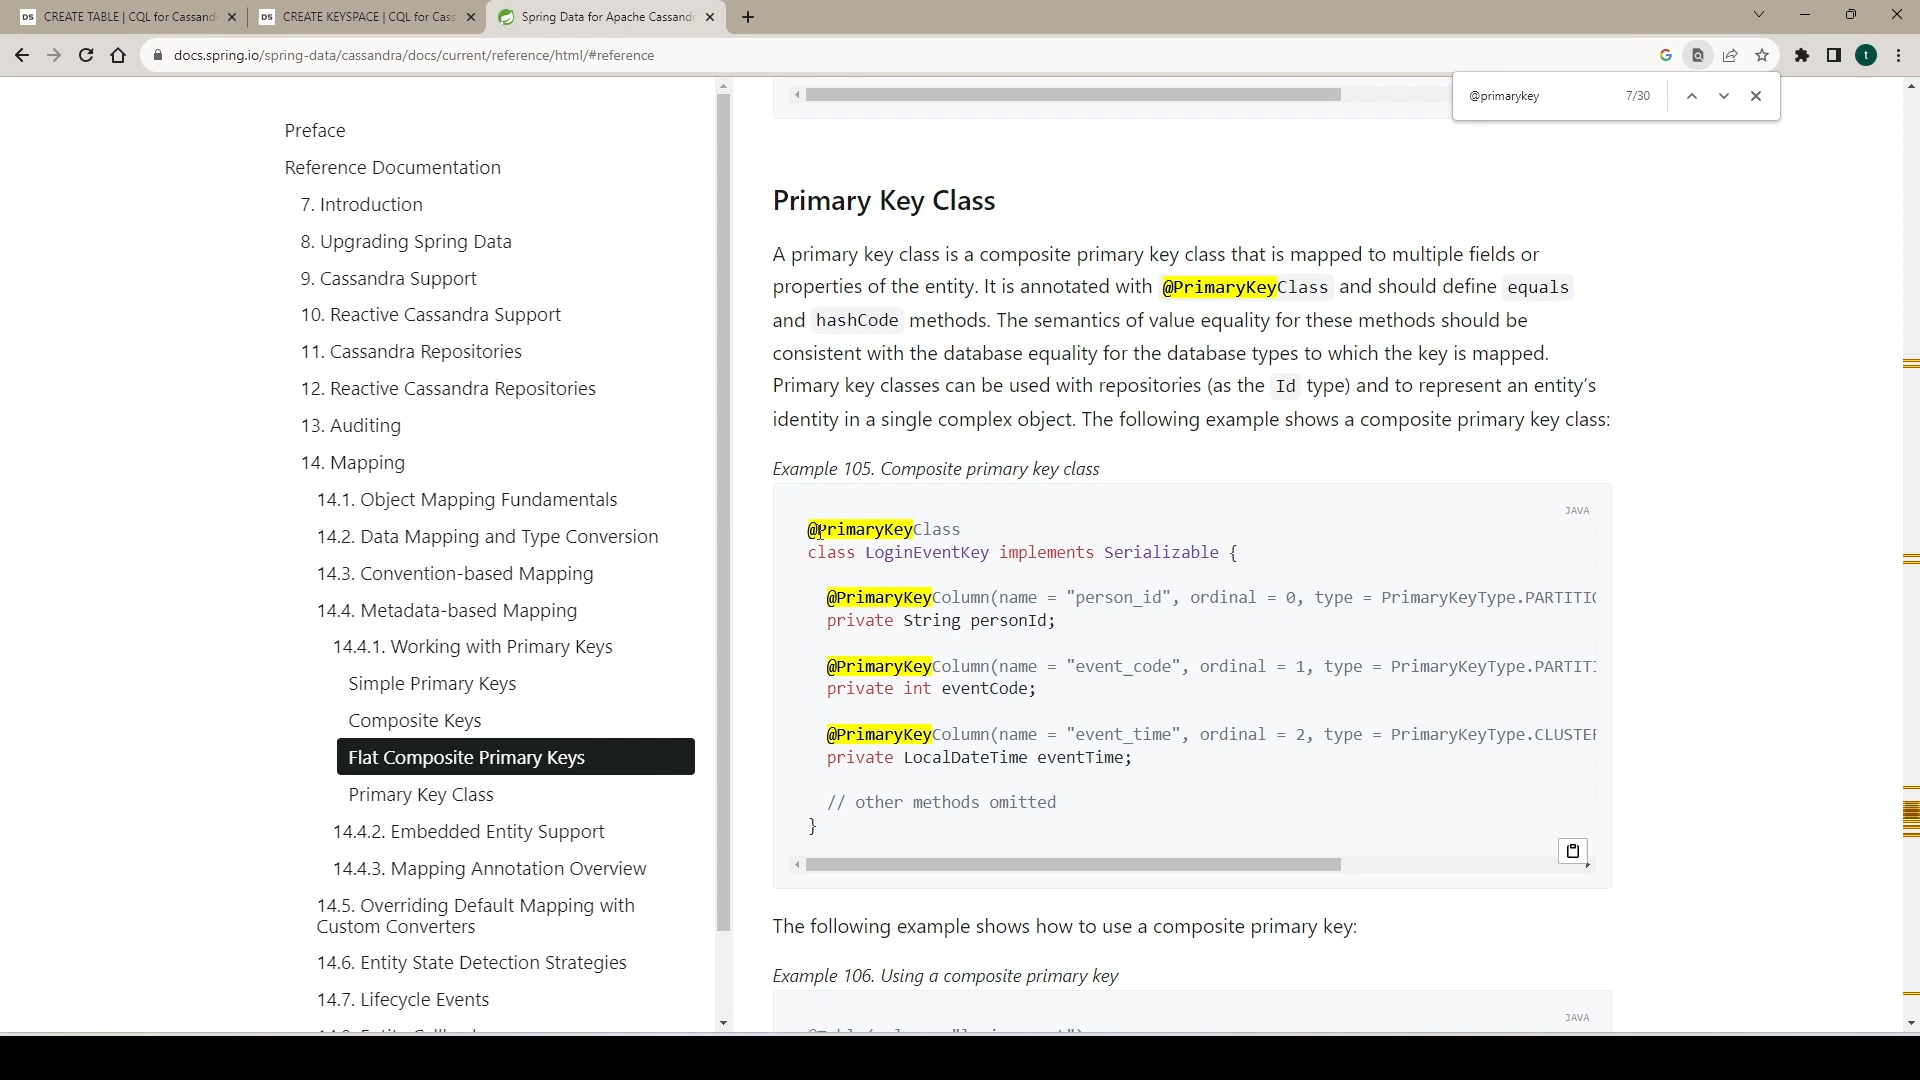 CREATE TABLE | CQL for Cassand
CREATE KEYSPACE | CQL for Cass
Spring Data for Apache Cassandr
docs.spring.io/spring-data/cassandra/docs/current/reference/html/#reference
t
@primarykey
7/30
Preface
Reference Documentation
7. Introduction
8. Upgrading Spring Data
9. Cassandra Support
10. Reactive Cassandra Support
11. Cassandra Repositories
12. Reactive Cassandra Repositories
13. Auditing
14. Mapping
14.1. Object Mapping Fundamentals
14.2. Data Mapping and Type Conversion
14.3. Convention-based Mapping
14.4. Metadata-based Mapping
14.4.1. Working with Primary Keys
Simple Primary Keys
Composite Keys
Flat Composite Primary Keys
Primary Key Class
14.4.2. Embedded Entity Support
14.4.3. Mapping Annotation Overview
14.5. Overriding Default Mapping with
Custom Converters
14.6. Entity State Detection Strategies
14.7. Lifecycle Events
Primary Key Class
A primary key class is a composite primary key class that is mapped to multiple fields or
properties of the entity. It is annotated with @PrimaryKeyClass and should define equals
and hashCode methods. The semantics of value equality for these methods should be
consistent with the database equality for the database types to which the key is mapped.
Primary key classes can be used with repositories (as the Id type) and to represent an entity's
identity in a single complex object. The following example shows a composite primary key class:
Example 105. Composite primary key class
JAVA
@PrimaryKeyClass
class LoginEventKey implements Serializable {
@PrimaryKeyColumn(name = "person_id", ordinal = 0, type = PrimaryKeyType.PARTITIO
private String personId;
@PrimaryKeyColumn(name = "event_code", ordinal = 1, type = PrimaryKeyType.PARTITI
private int eventCode;
@PrimaryKeyColumn(name = "event_time", ordinal = 2, type = PrimaryKeyType.CLUSTER
private LocalDateTime eventTime;
// other methods omitted
}
The following example shows how to use a composite primary key:
Example 106. Using a composite primary key
JAVA